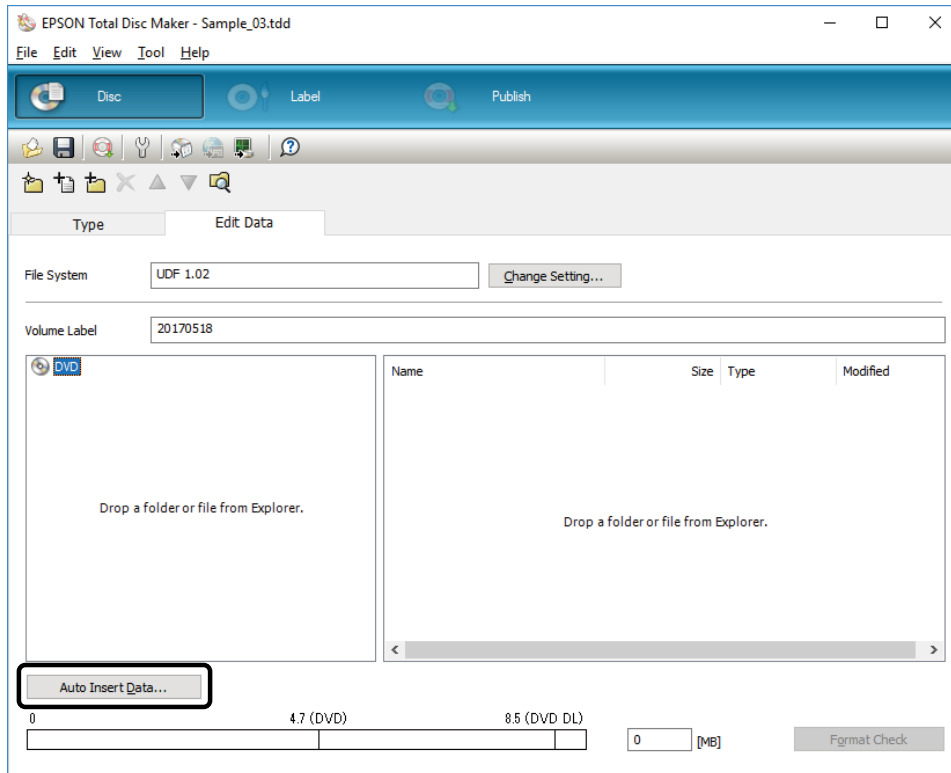 EPSON Total Disc Maker - Sample_03.tdd
File Edit View Tool Help
Disc Label Publish
Type Edit Data
File System UDF 1.02 Change Setting...
Volume Label 20170518
DVD
Name Size Type Modified
Drop a folder or file from Explorer.
Drop a folder or file from Explorer.
Auto Insert Data...
0 4.7 (DVD) 8.5 (DVD DL)
0 [MB] Format Check